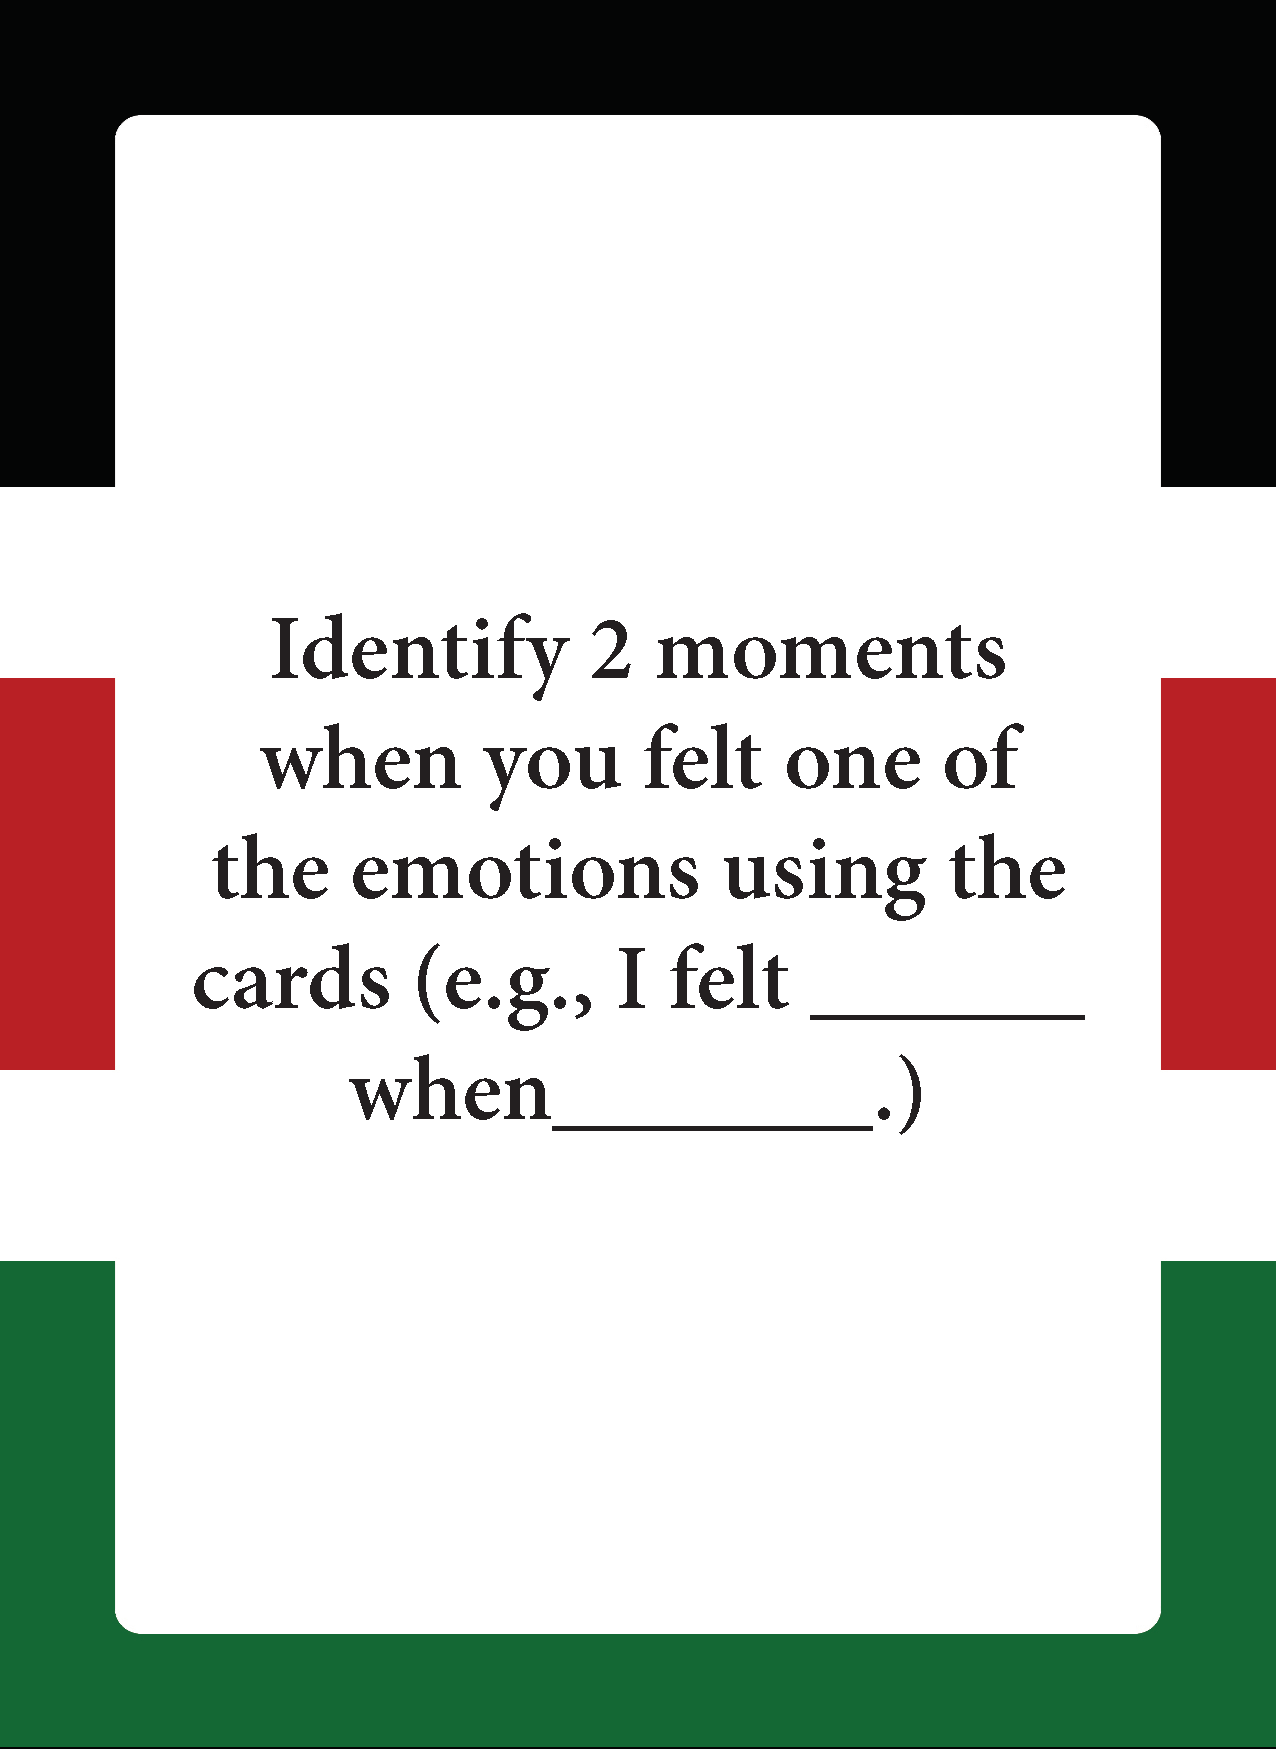 Identify 2 moments
when you felt one of
the emotions using the
cards (e.g., I felt _______
when________.)